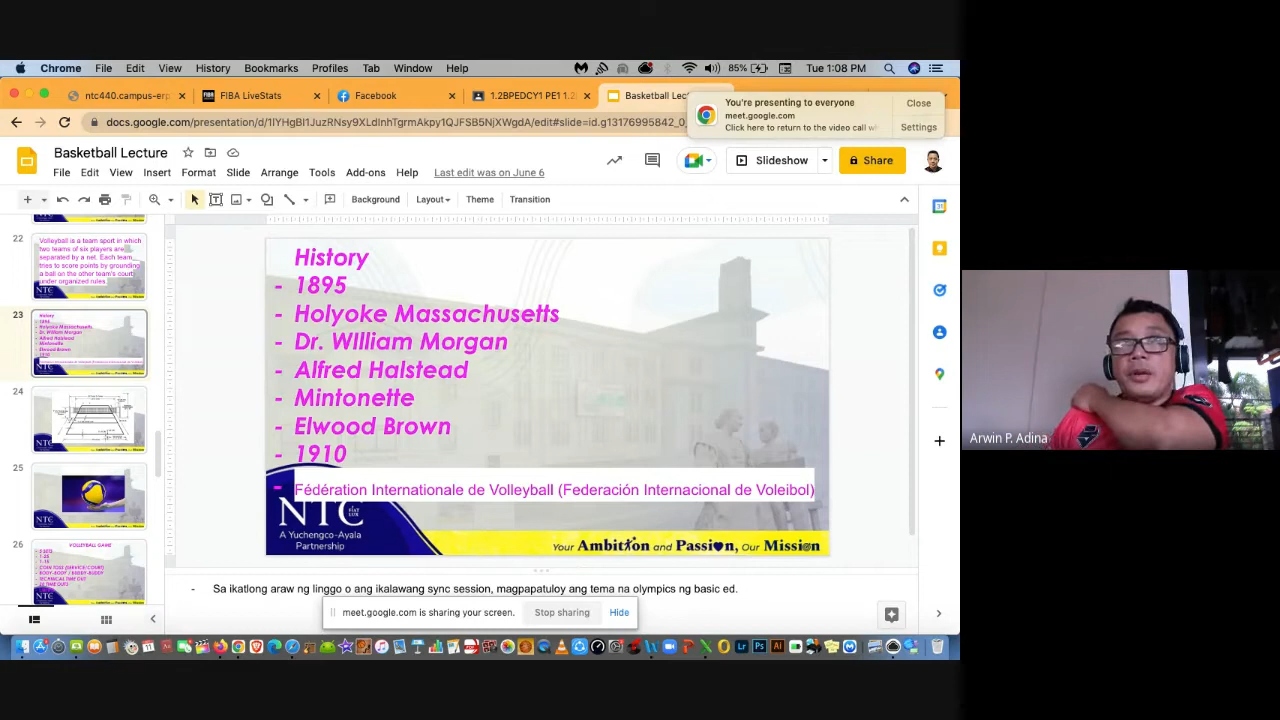 Chrome File Edit View History Bookmarks Profiles Tab Window Help 85% Tue 1:08 PM
ntc440.campus-erp FIBA LiveStats Facebook 1.2BPEDCY1 PE1 1.2 Basketball Lec
You're presenting to everyone
meet.google.com
Click here to return to the video call
Close
Settings
docs.google.com/presentation/d/1lYHgBI1JuzRNsy9XLdInhTgrmAkpy1QJFSB5NjXWgdA/edit#slide=id.g13176995842_0_
Basketball Lecture
File Edit View Insert Format Slide Arrange Tools Add-ons Help Last edit was on June 6
Slideshow Share
Background Layout Theme Transition
22
Volleyball is a team sport in which
two teams of six players are
separated by a net. Each team
tries to score points by grounding
a ball on the other team's court
under organized rules.
23
24
25
26
VOLLEYBALL GAME
History
- 1895
- Holyoke Massachusetts
- Dr. WIlliam Morgan
- Alfred Halstead
- Mintonette
- Elwood Brown
- 1910
- Fédération Internationale de Volleyball (Federación Internacional de Voleibol)
NTC
FIAT LUX
A Yuchengco-Ayala
Partnership
Your Ambition and Passion, Our Mission
- Sa ikatlong araw ng linggo o ang ikalawang sync session, magpapatuloy ang tema na olympics ng basic ed.
meet.google.com is sharing your screen. Stop sharing Hide
Arwin P. Adina